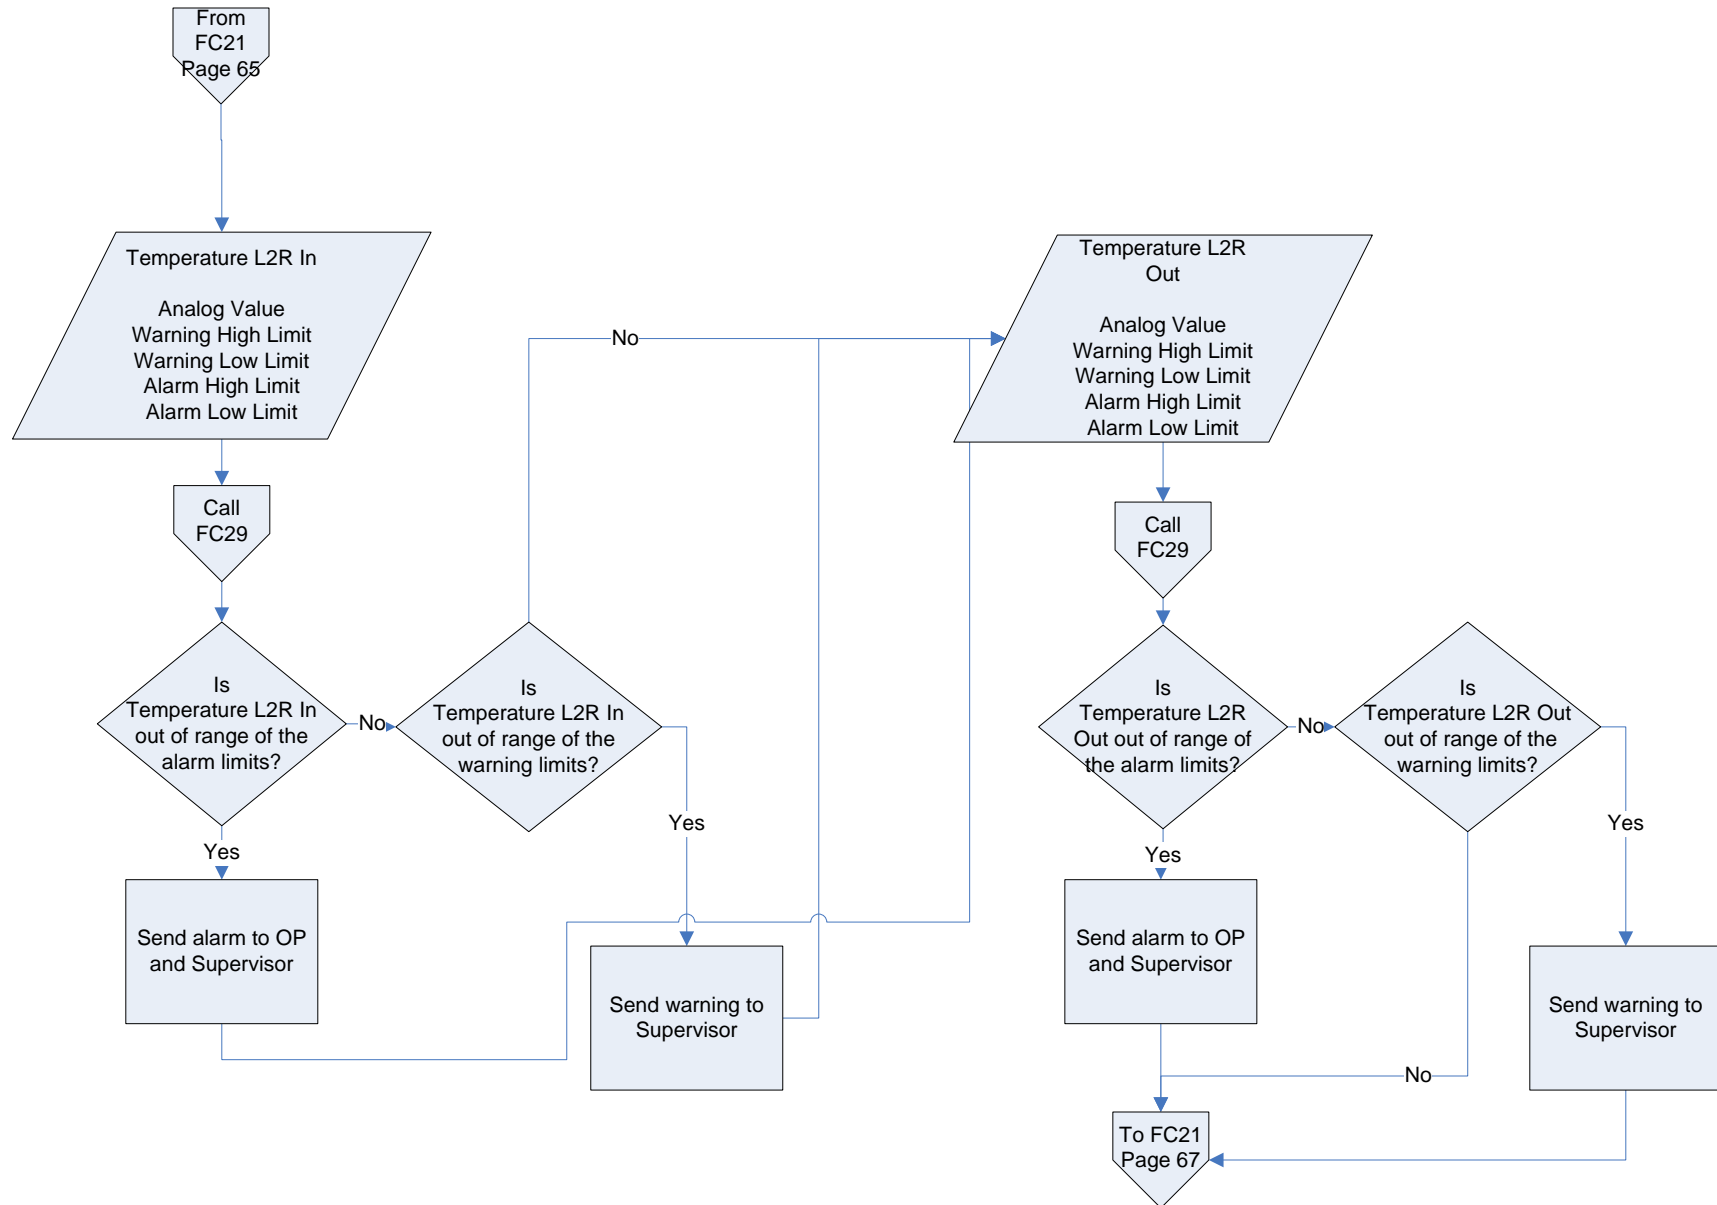 From
FC21
Page 65
Temperature L2R In
Analog Value
Warning High Limit
Warning Low Limit
Alarm High Limit
Alarm Low Limit
Call
FC29
Is
Temperature L2R In
out of range of the
alarm limits?
No
Is
Temperature L2R In
out of range of the
warning limits?
No
Yes
Send alarm to OP
and Supervisor
Yes
Send warning to
Supervisor
Temperature L2R
Out
Analog Value
Warning High Limit
Warning Low Limit
Alarm High Limit
Alarm Low Limit
Call
FC29
Is
Temperature L2R
Out out of range of
the alarm limits?
No
Is
Temperature L2R Out
out of range of the
warning limits?
Yes
Yes
Send alarm to OP
and Supervisor
Send warning to
Supervisor
No
To FC21
Page 67